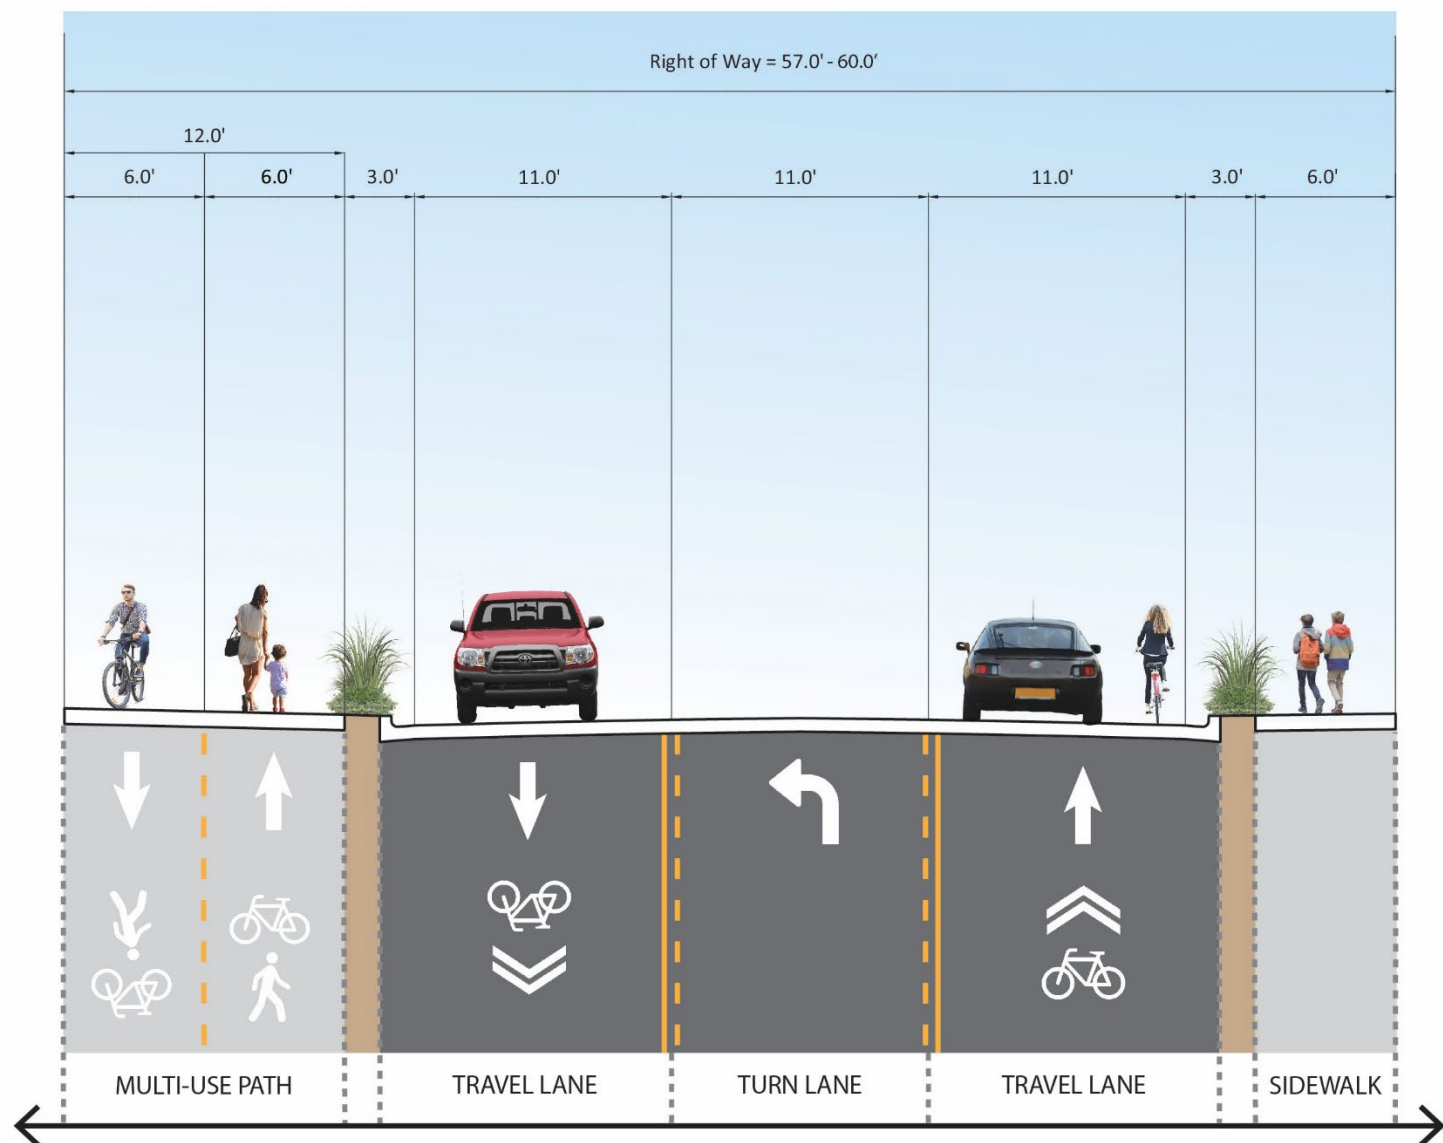 Right of Way = 57.0' - 60.0’
12.0'
6.0' 6.0' 3.0' 11.0' 11.0' 11.0' 3.0' 6.0'
MULTI-USE PATH TRAVEL LANE TURN LANE TRAVEL LANE SIDEWALK